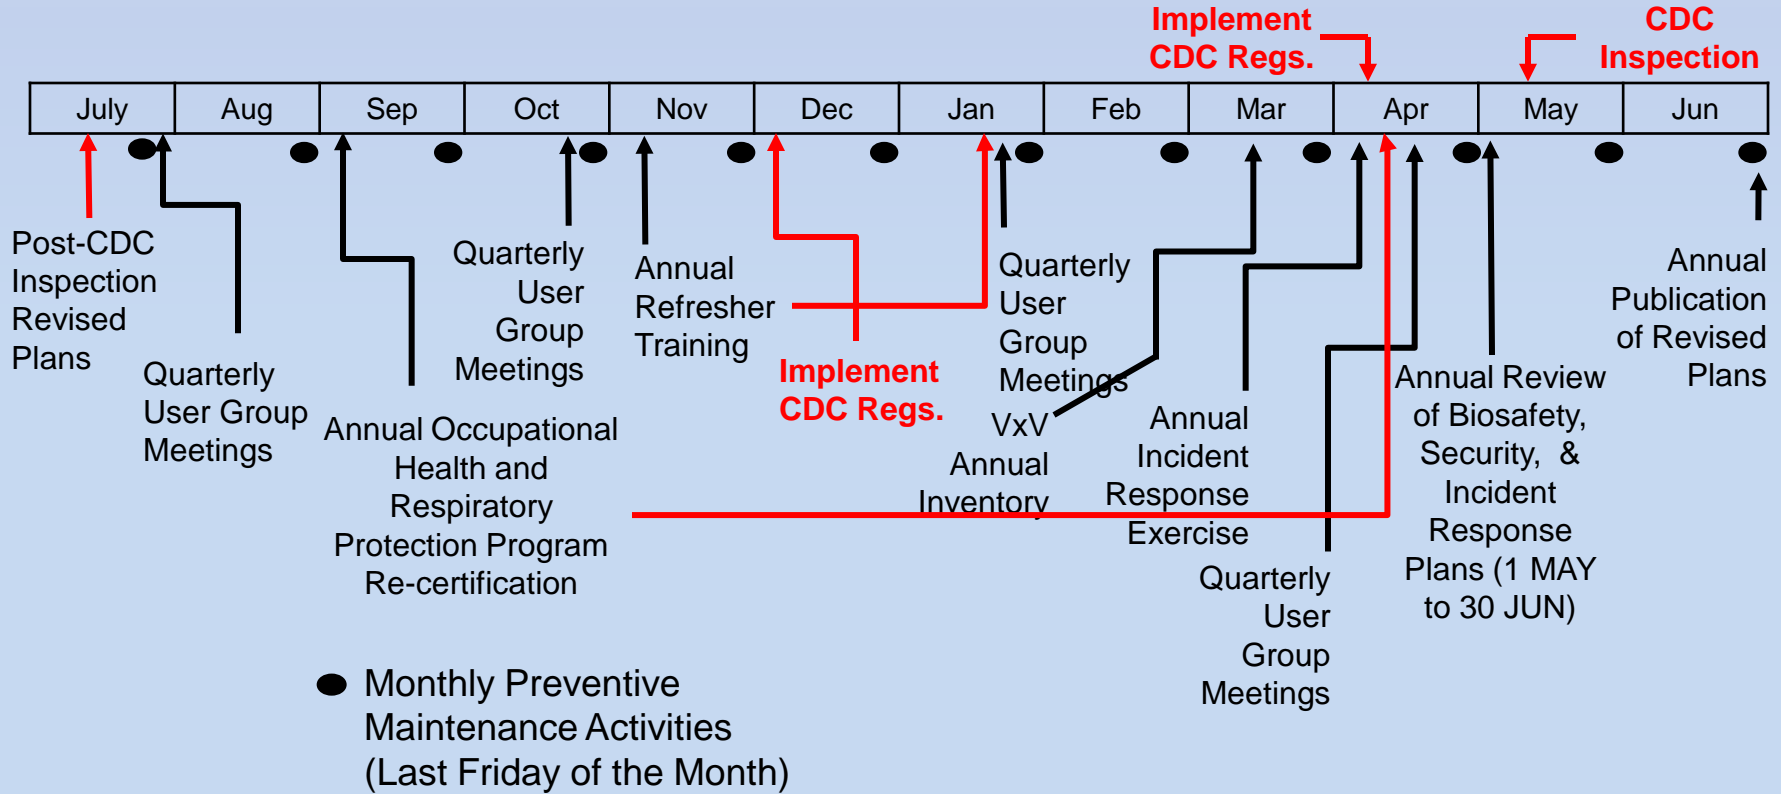 Implement
CDC Regs.
CDC
Inspection
July Aug Sep Oct Nov Dec Jan Feb Mar Apr May Jun
Post-CDC
Inspection
Revised
Plans
Quarterly
User Group
Meetings
Annual Occupational
Health and
Respiratory
Protection Program
Re-certification
Quarterly
User
Group
Meetings
Annual
Refresher
Training
Implement
CDC Regs.
Quarterly
User
Group
Meetings
VxV
Annual
Inventory
Annual
Incident
Response
Exercise
Quarterly
User
Group
Meetings
Annual Review
of Biosafety,
Security, &
Incident
Response
Plans (1 MAY
to 30 JUN)
Annual
Publication
of Revised
Plans
Monthly Preventive
Maintenance Activities
(Last Friday of the Month)